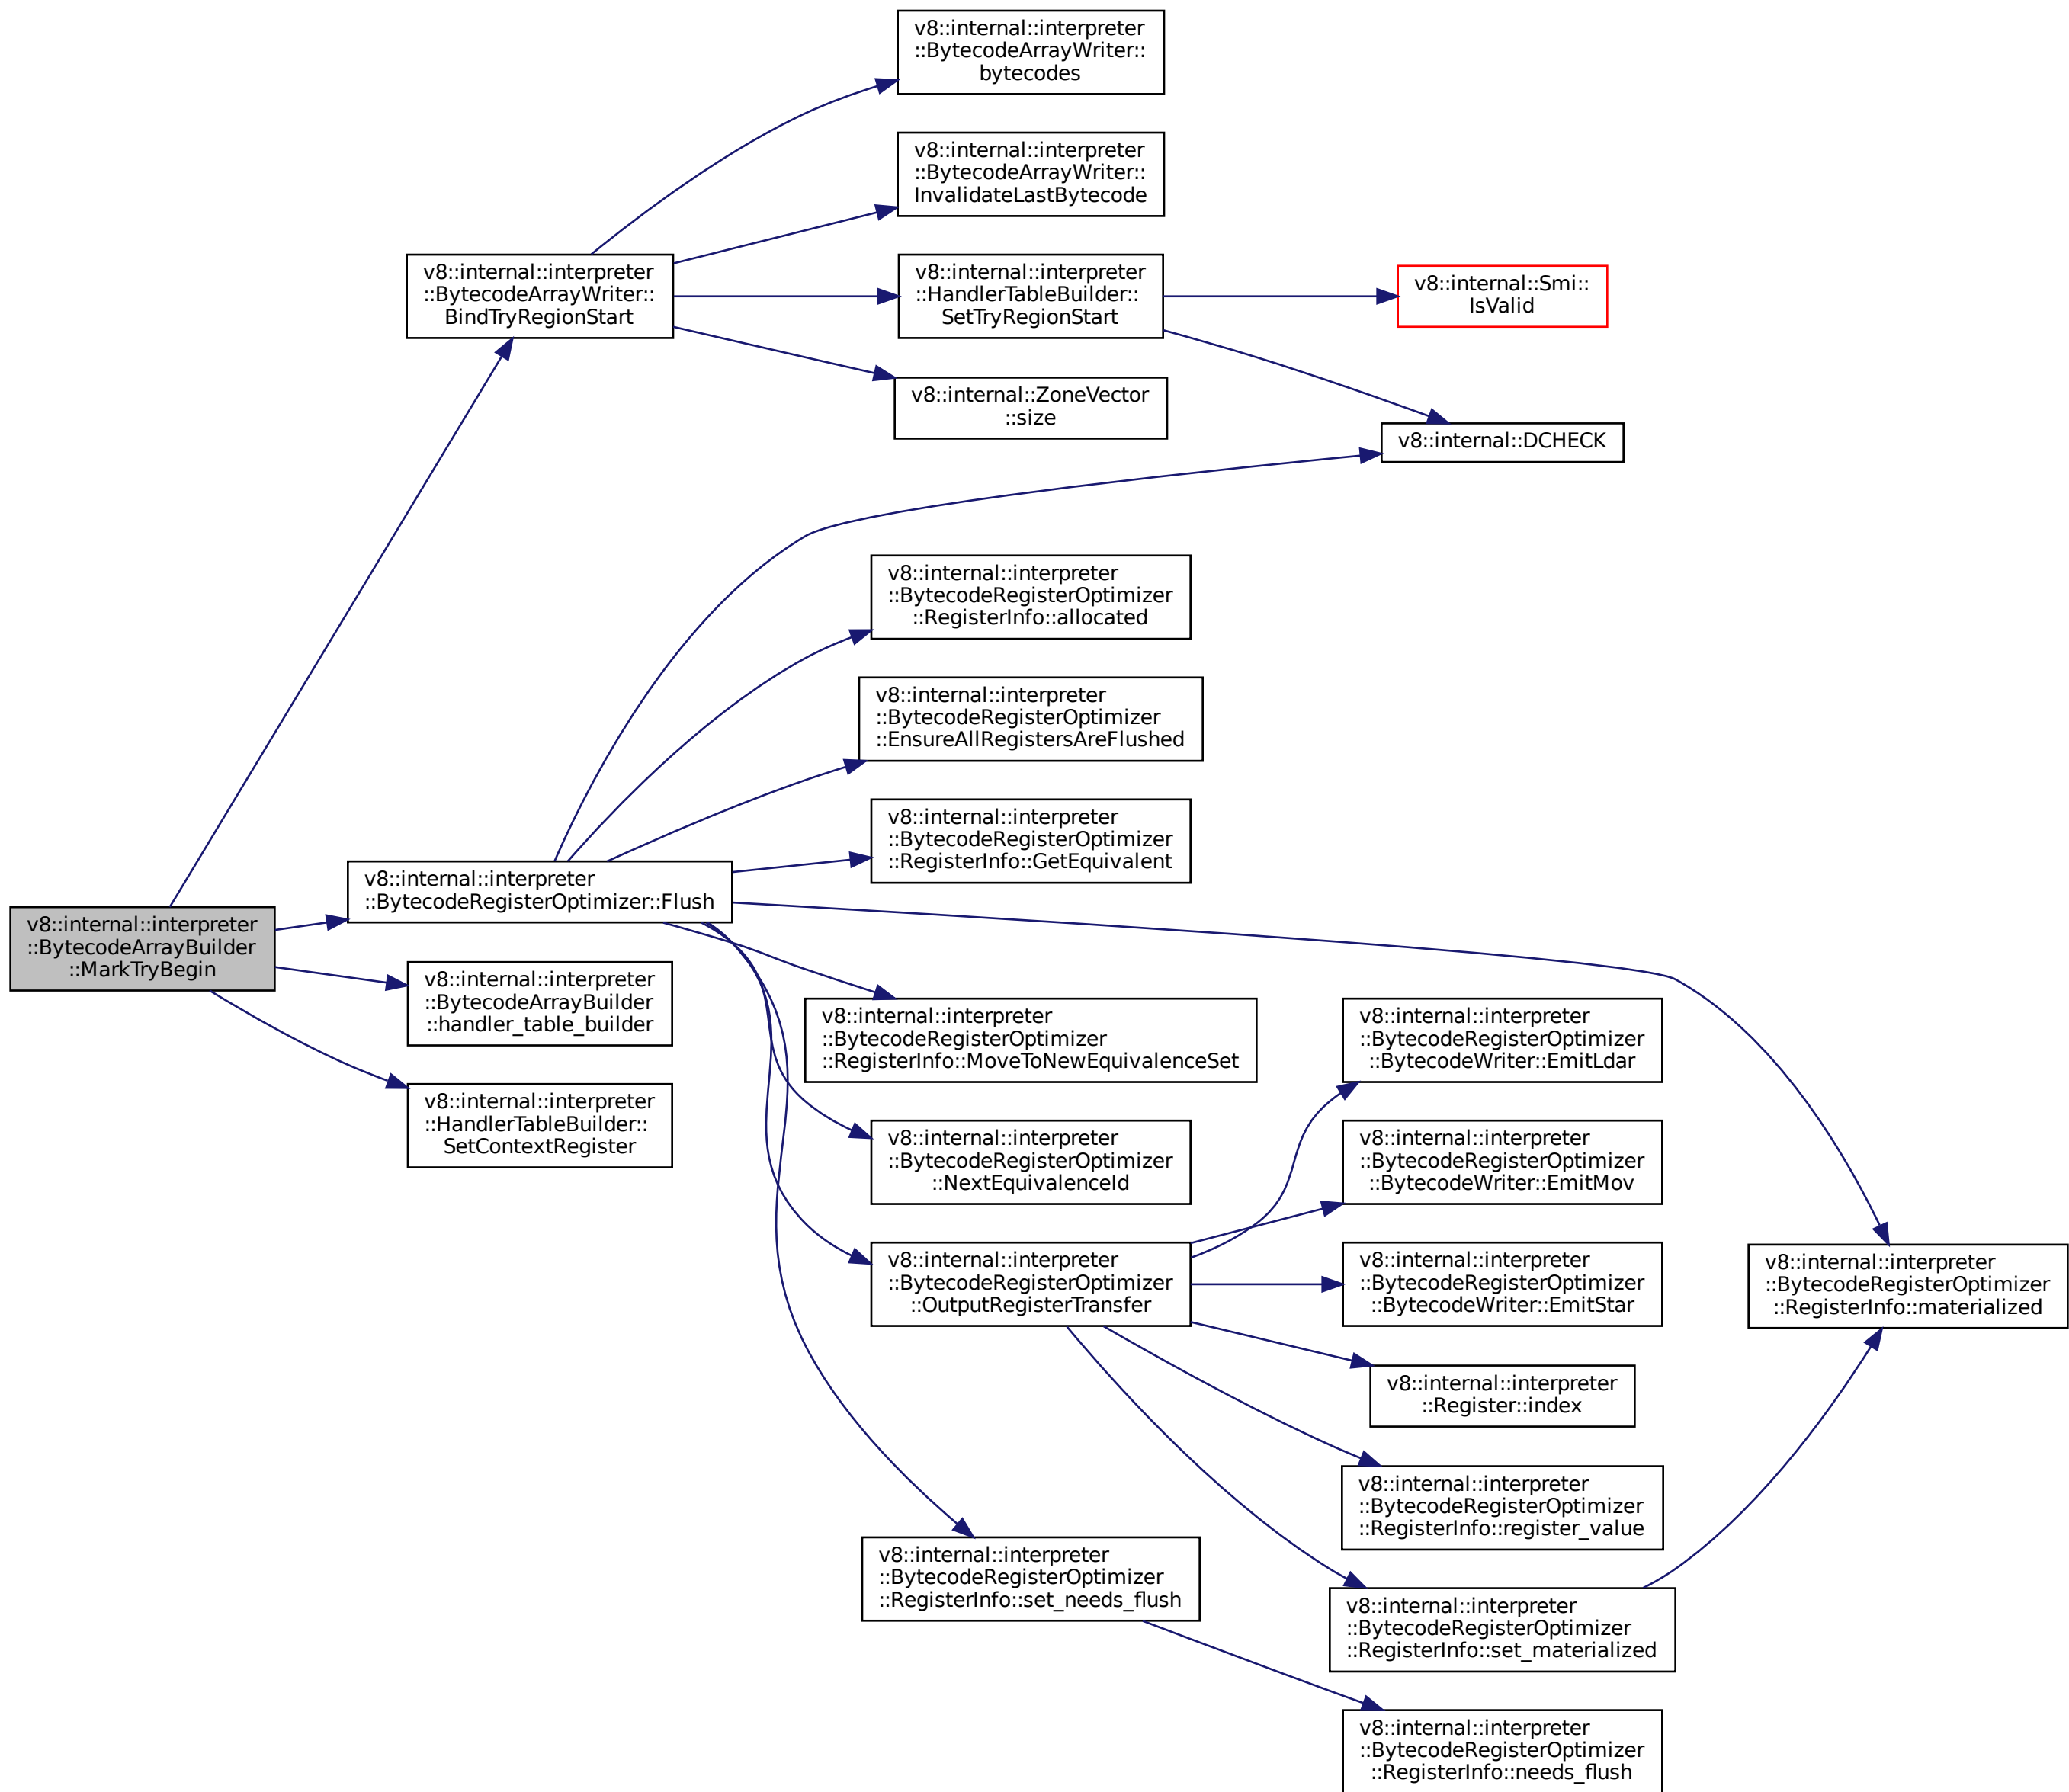 v8::internal::interpreter
::BytecodeArrayBuilder
::MarkTryBegin
v8::internal::interpreter
::BytecodeArrayWriter::
BindTryRegionStart
v8::internal::interpreter
::BytecodeArrayWriter::
bytecodes
v8::internal::interpreter
::BytecodeArrayWriter::
InvalidateLastBytecode
v8::internal::interpreter
::HandlerTableBuilder::
SetTryRegionStart
v8::internal::Smi::
IsValid
v8::internal::ZoneVector
::size
v8::internal::DCHECK
v8::internal::interpreter
::BytecodeRegisterOptimizer::Flush
v8::internal::interpreter
::BytecodeRegisterOptimizer
::RegisterInfo::allocated
v8::internal::interpreter
::BytecodeRegisterOptimizer
::EnsureAllRegistersAreFlushed
v8::internal::interpreter
::BytecodeRegisterOptimizer
::RegisterInfo::GetEquivalent
v8::internal::interpreter
::BytecodeArrayBuilder
::handler_table_builder
v8::internal::interpreter
::HandlerTableBuilder::
SetContextRegister
v8::internal::interpreter
::BytecodeRegisterOptimizer
::RegisterInfo::MoveToNewEquivalenceSet
v8::internal::interpreter
::BytecodeRegisterOptimizer
::NextEquivalenceId
v8::internal::interpreter
::BytecodeRegisterOptimizer
::OutputRegisterTransfer
v8::internal::interpreter
::BytecodeRegisterOptimizer
::BytecodeWriter::EmitLdar
v8::internal::interpreter
::BytecodeRegisterOptimizer
::BytecodeWriter::EmitMov
v8::internal::interpreter
::BytecodeRegisterOptimizer
::BytecodeWriter::EmitStar
v8::internal::interpreter
::Register::index
v8::internal::interpreter
::BytecodeRegisterOptimizer
::RegisterInfo::register_value
v8::internal::interpreter
::BytecodeRegisterOptimizer
::RegisterInfo::set_materialized
v8::internal::interpreter
::BytecodeRegisterOptimizer
::RegisterInfo::materialized
v8::internal::interpreter
::BytecodeRegisterOptimizer
::RegisterInfo::set_needs_flush
v8::internal::interpreter
::BytecodeRegisterOptimizer
::RegisterInfo::needs_flush